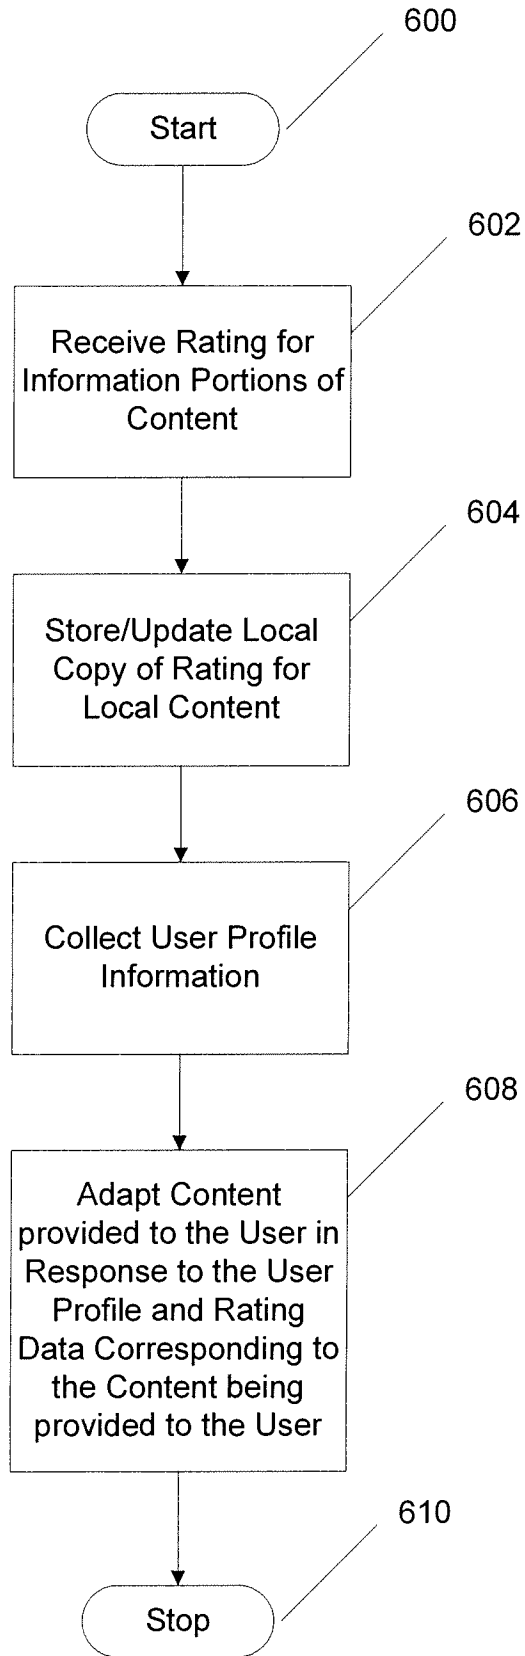 600
Start
602
Receive Rating for
Information Portions of
Content
604
Store/Update Local
Copy of Rating for
Local Content
606
Collect User Profile
Information
608
Adapt Content
provided to the User in
Response to the User
Profile and Rating
Data Corresponding to
the Content being
provided to the User
610
Stop